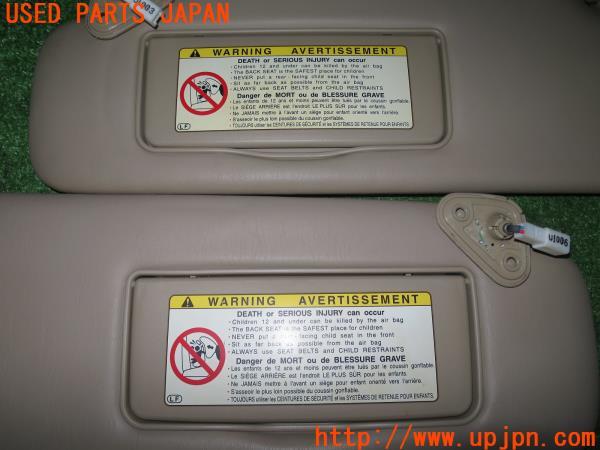 USED PARTS JAPAN
WARNING AVERTISSEMENT
DEATH or SERIOUS INJURY can occur
・Children 12 and under can be killed by the air bag
・The BACK SEAT is the SAFEST place for children
・NEVER put a rear-facing child seat in the front
・Sit as far back as possible from the air bag
・ALWAYS use SEAT BELTS and CHILD RESTRAINTS
Danger de MORT ou de BLESSURE GRAVE
・Les enfants de 12 ans et moins peuvent être tués par le coussin gonflable.
・Le SIÈGE ARRIÈRE est l'endroit LE PLUS SÛR pour les enfants.
・Ne JAMAIS mettre à l'avant un siège pour enfant orienté vers l'arrière.
・S'asseoir le plus loin possible du coussin gonflable.
・TOUJOURS utiliser les CEINTURES DE SÉCURITÉ et les SYSTÈMES DE RETENUE POUR ENFANTS.
LF
U1006
WARNING AVERTISSEMENT
DEATH or SERIOUS INJURY can occur
・Children 12 and under can be killed by the air bag
・The BACK SEAT is the SAFEST place for children
・NEVER put a rear-facing child seat in the front
・Sit as far back as possible from the air bag
・ALWAYS use SEAT BELTS and CHILD RESTRAINTS
Danger de MORT ou de BLESSURE GRAVE
・Les enfants de 12 ans et moins peuvent être tués par le coussin gonflable.
・Le SIÈGE ARRIÈRE est l'endroit LE PLUS SÛR pour les enfants.
・Ne JAMAIS mettre à l'avant un siège pour enfant orienté vers l'arrière.
・S'asseoir le plus loin possible du coussin gonflable.
・TOUJOURS utiliser les CEINTURES DE SÉCURITÉ et les SYSTÈMES DE RETENUE POUR ENFANTS.
LF
http://www.upjpn.com/